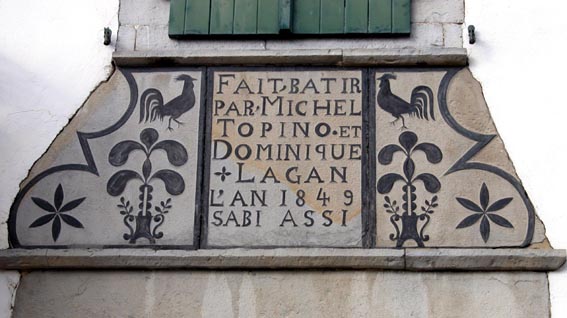 FAIT·BATIR
PAR·MICHEL
TOPINO·ET
DOMINIQUE
+LAGAN
L'AN 1849
SABI ASSI